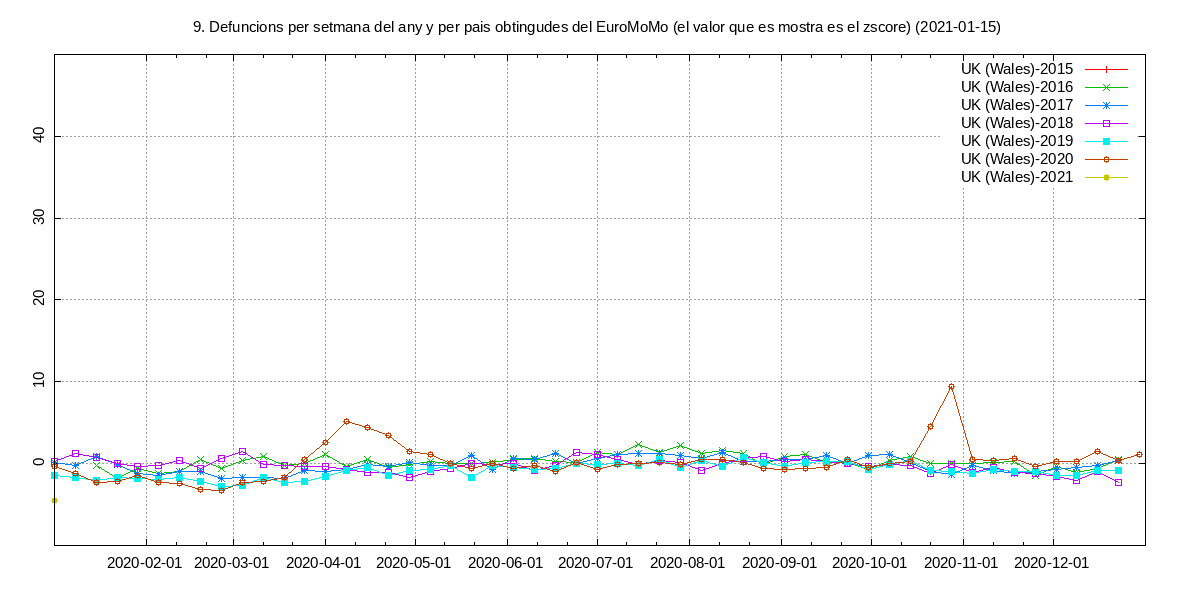 9. Defuncions per setmana del any y per pais obtingudes del EuroMoMo (el valor que es mostra es el zscore) (2021-01-15)
UK (Wales)-2015
UK (Wales)-2016
UK (Wales)-2017
UK (Wales)-2018
UK (Wales)-2019
UK (Wales)-2020
UK (Wales)-2021
40
30
20
10
0
2020-02-01 2020-03-01 2020-04-01 2020-05-01 2020-06-01 2020-07-01 2020-08-01 2020-09-01 2020-10-01 2020-11-01 2020-12-01